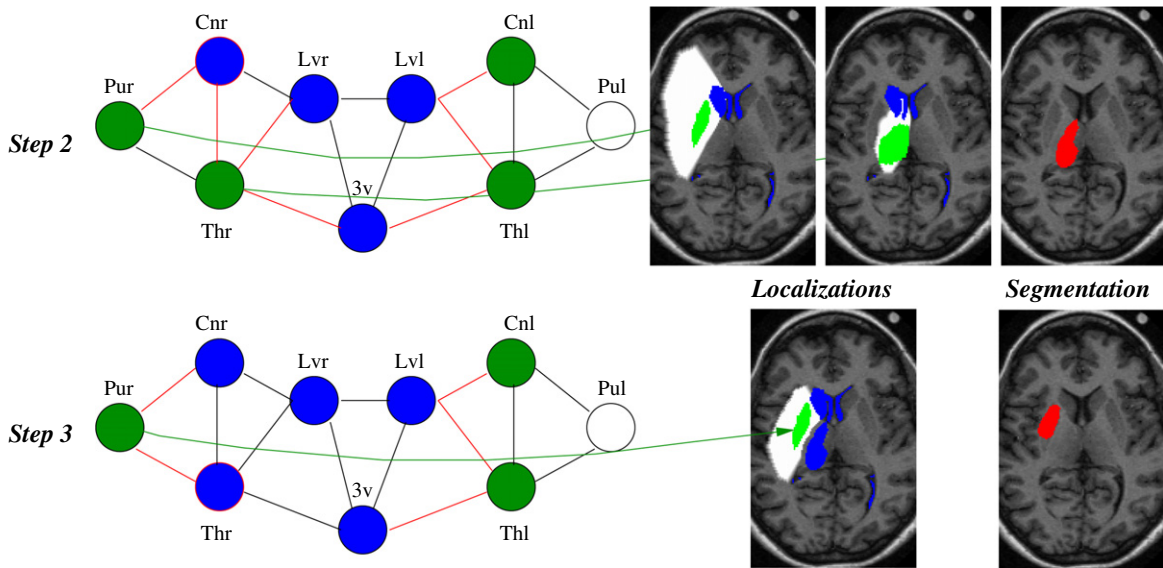 Cnr
Cnl
Lvr
Lvl
Pur
Pul
Step 2
3v
Thr
Thl
Localizations
Segmentation
Cnr
Cnl
Lvr
Lvl
Pur
Pul
Step 3
3v
Thr
Thl